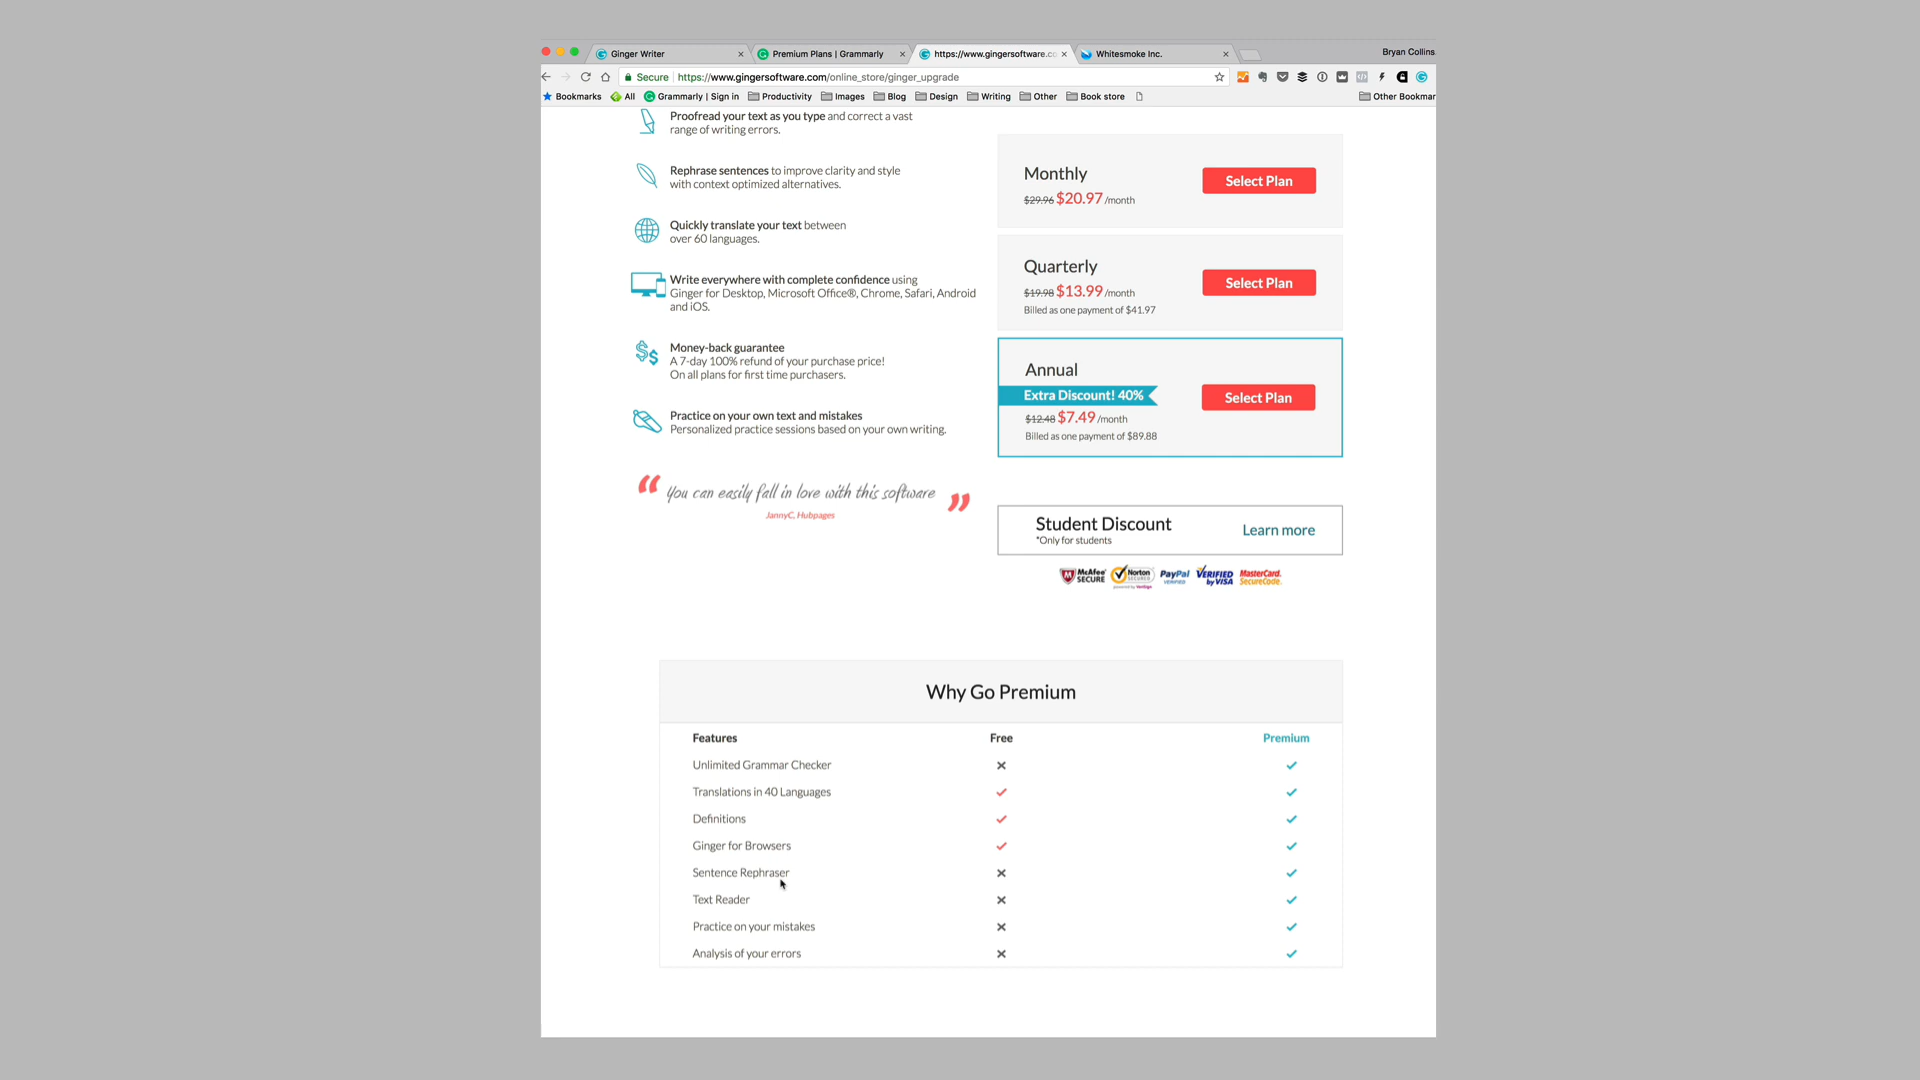 Ginger Writer
Premium Plans | Grammarly
https://www.gingersoftware.co
Whitesmoke Inc.
Bryan Collins
Secure
https://www.gingersoftware.com/online_store/ginger_upgrade
Bookmarks
All
Grammarly | Sign in
Productivity
Images
Blog
Design
Writing
Other
Book store
Other Bookmar
Proofread your text as you type and correct a vast
range of writing errors.
Rephrase sentences to improve clarity and style
with context optimized alternatives.
Quickly translate your text between
over 60 languages.
Write everywhere with complete confidence using
Ginger for Desktop, Microsoft Office®, Chrome, Safari, Android
and iOS.
Money-back guarantee
A 7-day 100% refund of your purchase price!
On all plans for first time purchasers.
Practice on your own text and mistakes
Personalized practice sessions based on your own writing.
“ You can easily fall in love with this software ”
JannyC, Hubpages
Monthly
$29.96 $20.97 /month
Select Plan
Quarterly
$19.98 $13.99 /month
Billed as one payment of $41.97
Select Plan
Annual
Extra Discount! 40%
$12.48 $7.49 /month
Billed as one payment of $89.88
Select Plan
Student Discount
*Only for students
Learn more
McAfee SECURE
Norton SECURED powered by VeriSign
PayPal VERIFIED
VERIFIED by VISA
MasterCard. SecureCode.
Why Go Premium
Features Free Premium
Unlimited Grammar Checker
Translations in 40 Languages
Definitions
Ginger for Browsers
Sentence Rephraser
Text Reader
Practice on your mistakes
Analysis of your errors